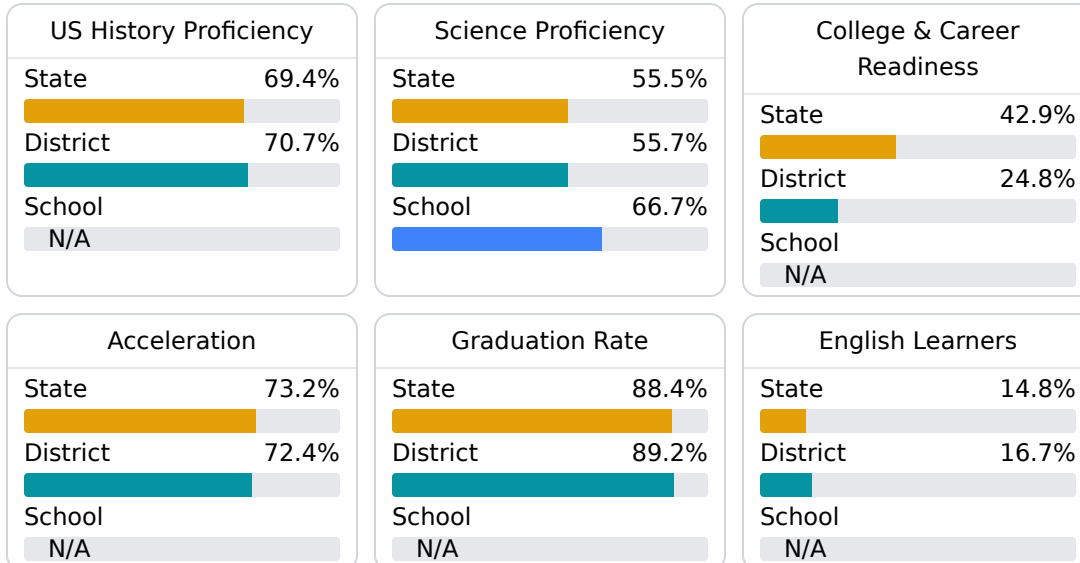 US History Proficiency
State 69.4%
District 70.7%
School
N/A
Science Proficiency
State 55.5%
District 55.7%
School 66.7%
College & Career
Readiness
State 42.9%
District 24.8%
School
N/A
Acceleration
State 73.2%
District 72.4%
School
N/A
Graduation Rate
State 88.4%
District 89.2%
School
N/A
English Learners
State 14.8%
District 16.7%
School
N/A